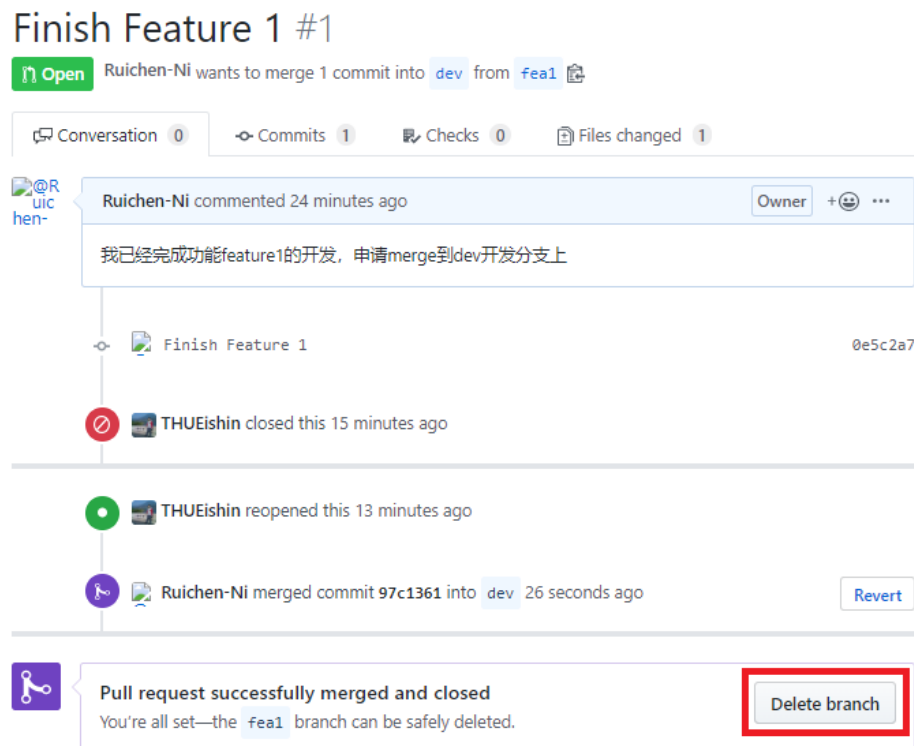 Finish Feature 1 #1
Open Ruichen-Ni wants to merge 1 commit into dev from fea1
Conversation 0 Commits 1 Checks 0 Files changed 1
@R
uic
hen-
Ruichen-Ni commented 24 minutes ago Owner
我已经完成功能feature1的开发，申请merge到dev开发分支上
Finish Feature 1 0e5c2a7
THUEishin closed this 15 minutes ago
THUEishin reopened this 13 minutes ago
Ruichen-Ni merged commit 97c1361 into dev 26 seconds ago Revert
Pull request successfully merged and closed
You're all set—the fea1 branch can be safely deleted.
Delete branch